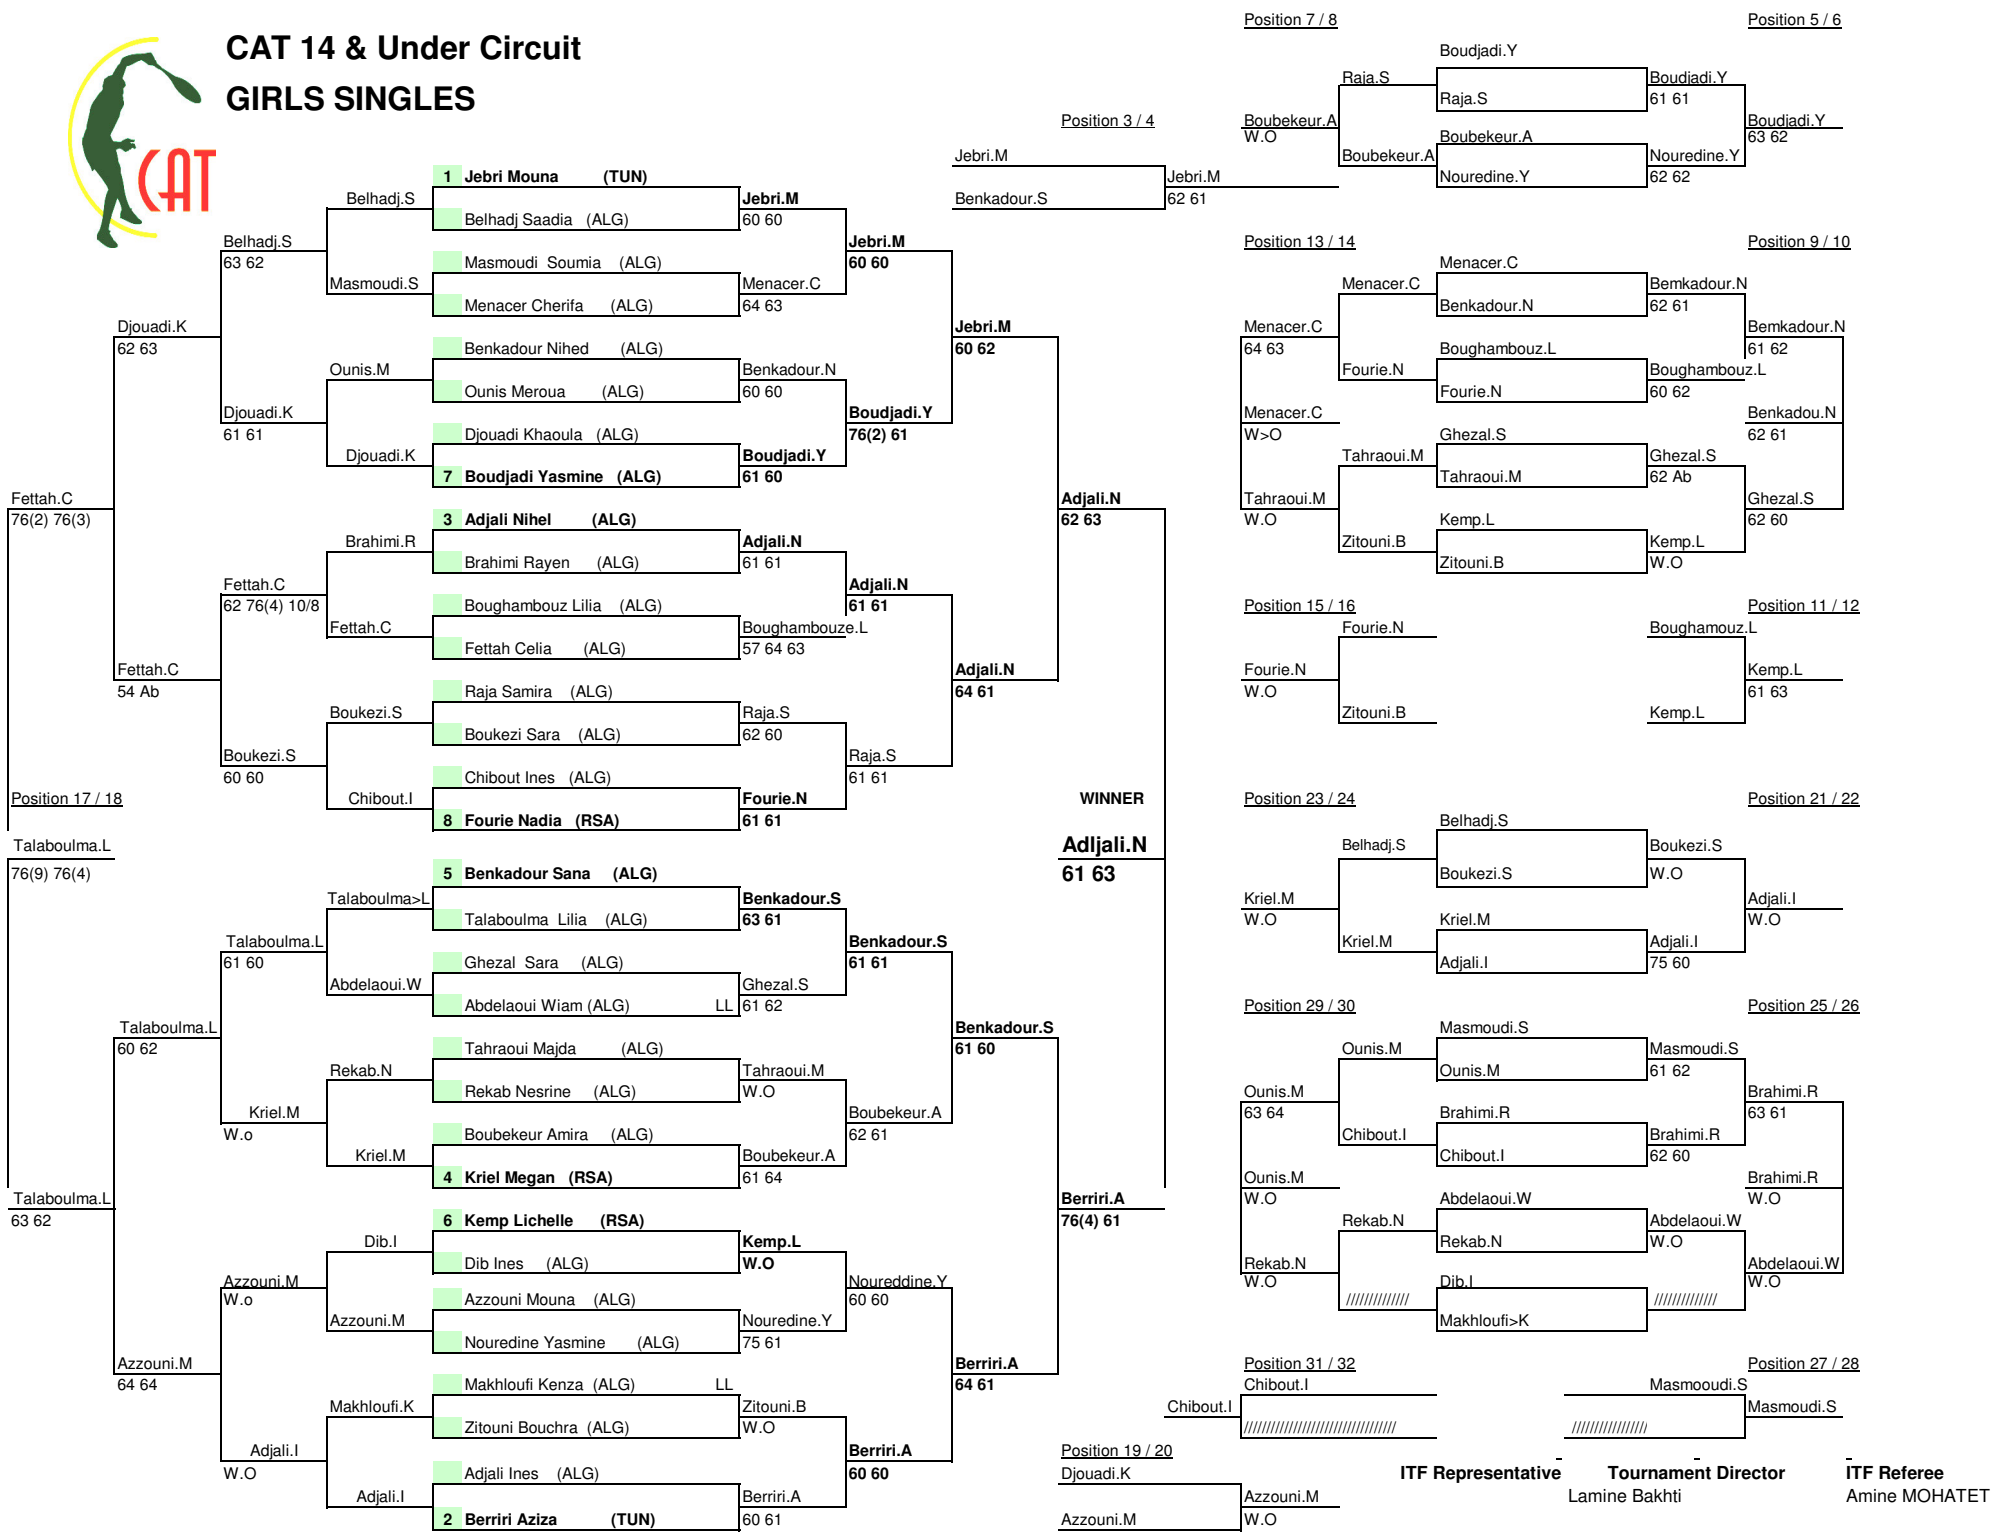 CAT 14 & Under Circuit
GIRLS SINGLES
CAT
Position 7 / 8
Position 5 / 6
Boudjadi.Y
Raja.S
Boudjadi.Y
Raja.S
61 61
Position 3 / 4
Boubekeur.A
Boudjadi.Y
W.O
Boubekeur.A
63 62
Jebri.M
Boubekeur.A
Nouredine.Y
Jebri.M
Nouredine.Y
62 62
Benkadour.S
62 61
1 Jebri Mouna (TUN)
Belhadj.S
Jebri.M
Belhadj Saadia (ALG)
60 60
Belhadj.S
Jebri.M
63 62
Masmoudi Soumia (ALG)
60 60
Masmoudi.S
Menacer.C
Menacer Cherifa (ALG)
64 63
Djouadi.K
Jebri.M
62 63
Benkadour Nihed (ALG)
60 62
Ounis.M
Benkadour.N
Ounis Meroua (ALG)
60 60
Djouadi.K
Boudjadi.Y
61 61
Djouadi Khaoula (ALG)
76(2) 61
Djouadi.K
Boudjadi.Y
7 Boudjadi Yasmine (ALG)
61 60
Fettah.C
Adjali.N
76(2) 76(3)
3 Adjali Nihel (ALG)
62 63
Brahimi.R
Adjali.N
Brahimi Rayen (ALG)
61 61
Fettah.C
Adjali.N
62 76(4) 10/8
Boughambouz Lilia (ALG)
61 61
Fettah.C
Boughambouze.L
Fettah Celia (ALG)
57 64 63
Fettah.C
Adjali.N
54 Ab
Raja Samira (ALG)
64 61
Boukezi.S
Raja.S
Boukezi Sara (ALG)
62 60
Boukezi.S
Raja.S
60 60
Chibout Ines (ALG)
61 61
Position 17 / 18
Chibout.I
Fourie.N
WINNER
8 Fourie Nadia (RSA)
61 61
Talaboulma.L
Adljali.N
76(9) 76(4)
5 Benkadour Sana (ALG)
61 63
Talaboulma>L
Benkadour.S
Talaboulma Lilia (ALG)
63 61
Talaboulma.L
Benkadour.S
61 60
Ghezal Sara (ALG)
61 61
Abdelaoui.W
Ghezal.S
Abdelaoui Wiam (ALG) LL
61 62
Talaboulma.L
Benkadour.S
60 62
Tahraoui Majda (ALG)
61 60
Rekab.N
Tahraoui.M
Rekab Nesrine (ALG)
W.O
Kriel.M
Boubekeur.A
W.o
Boubekeur Amira (ALG)
62 61
Kriel.M
Boubekeur.A
4 Kriel Megan (RSA)
61 64
Talaboulma.L
Berriri.A
63 62
6 Kemp Lichelle (RSA)
76(4) 61
Dib.I
Kemp.L
Dib Ines (ALG)
W.O
Azzouni.M
Noureddine.Y
W.o
Azzouni Mouna (ALG)
60 60
Azzouni.M
Nouredine.Y
Nouredine Yasmine (ALG)
75 61
Azzouni.M
Berriri.A
64 64
Makhloufi Kenza (ALG) LL
64 61
Makhloufi.K
Zitouni.B
Zitouni Bouchra (ALG)
W.O
Adjali.I
Berriri.A
W.O
Adjali Ines (ALG)
60 60
Adjali.I
Berriri.A
2 Berriri Aziza (TUN)
60 61
Position 13 / 14
Position 9 / 10
Menacer.C
Menacer.C
Bemkadour.N
Benkadour.N
62 61
Menacer.C
Bemkadour.N
64 63
Boughambouz.L
61 62
Fourie.N
Boughambouz.L
Fourie.N
60 62
Menacer.C
Benkadou.N
W>O
Ghezal.S
62 61
Tahraoui.M
Ghezal.S
Tahraoui.M
62 Ab
Tahraoui.M
Ghezal.S
W.O
Kemp.L
62 60
Zitouni.B
Kemp.L
Zitouni.B
W.O
Position 15 / 16
Position 11 / 12
Fourie.N
Boughamouz.L
Fourie.N
Kemp.L
W.O
61 63
Zitouni.B
Kemp.L
Position 23 / 24
Position 21 / 22
Belhadj.S
Belhadj.S
Boukezi.S
Boukezi.S
W.O
Kriel.M
Adjali.I
W.O
Kriel.M
W.O
Kriel.M
Adjali.I
Adjali.I
75 60
Position 29 / 30
Position 25 / 26
Masmoudi.S
Ounis.M
Masmoudi.S
Ounis.M
61 62
Ounis.M
Brahimi.R
63 64
Brahimi.R
63 61
Chibout.I
Brahimi.R
Chibout.I
62 60
Ounis.M
Brahimi.R
W.O
Abdelaoui.W
W.O
Rekab.N
Abdelaoui.W
Rekab.N
W.O
Rekab.N
Abdelaoui.W
W.O
Dib.I
W.O
//////////////
//////////////
Makhloufi>K
Position 31 / 32
Position 27 / 28
Chibout.I
Masmooudi.S
Chibout.I
Masmoudi.S
///////////////////////////////////
/////////////////
Position 19 / 20
Djouadi.K
Azzouni.M
Azzouni.M
W.O
ITF Representative
Tournament Director
ITF Referee
Lamine Bakhti
Amine MOHATET